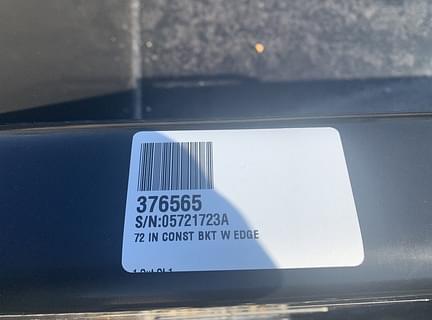 376565
S/N:05721723A
72 IN CONST BKT W EDGE